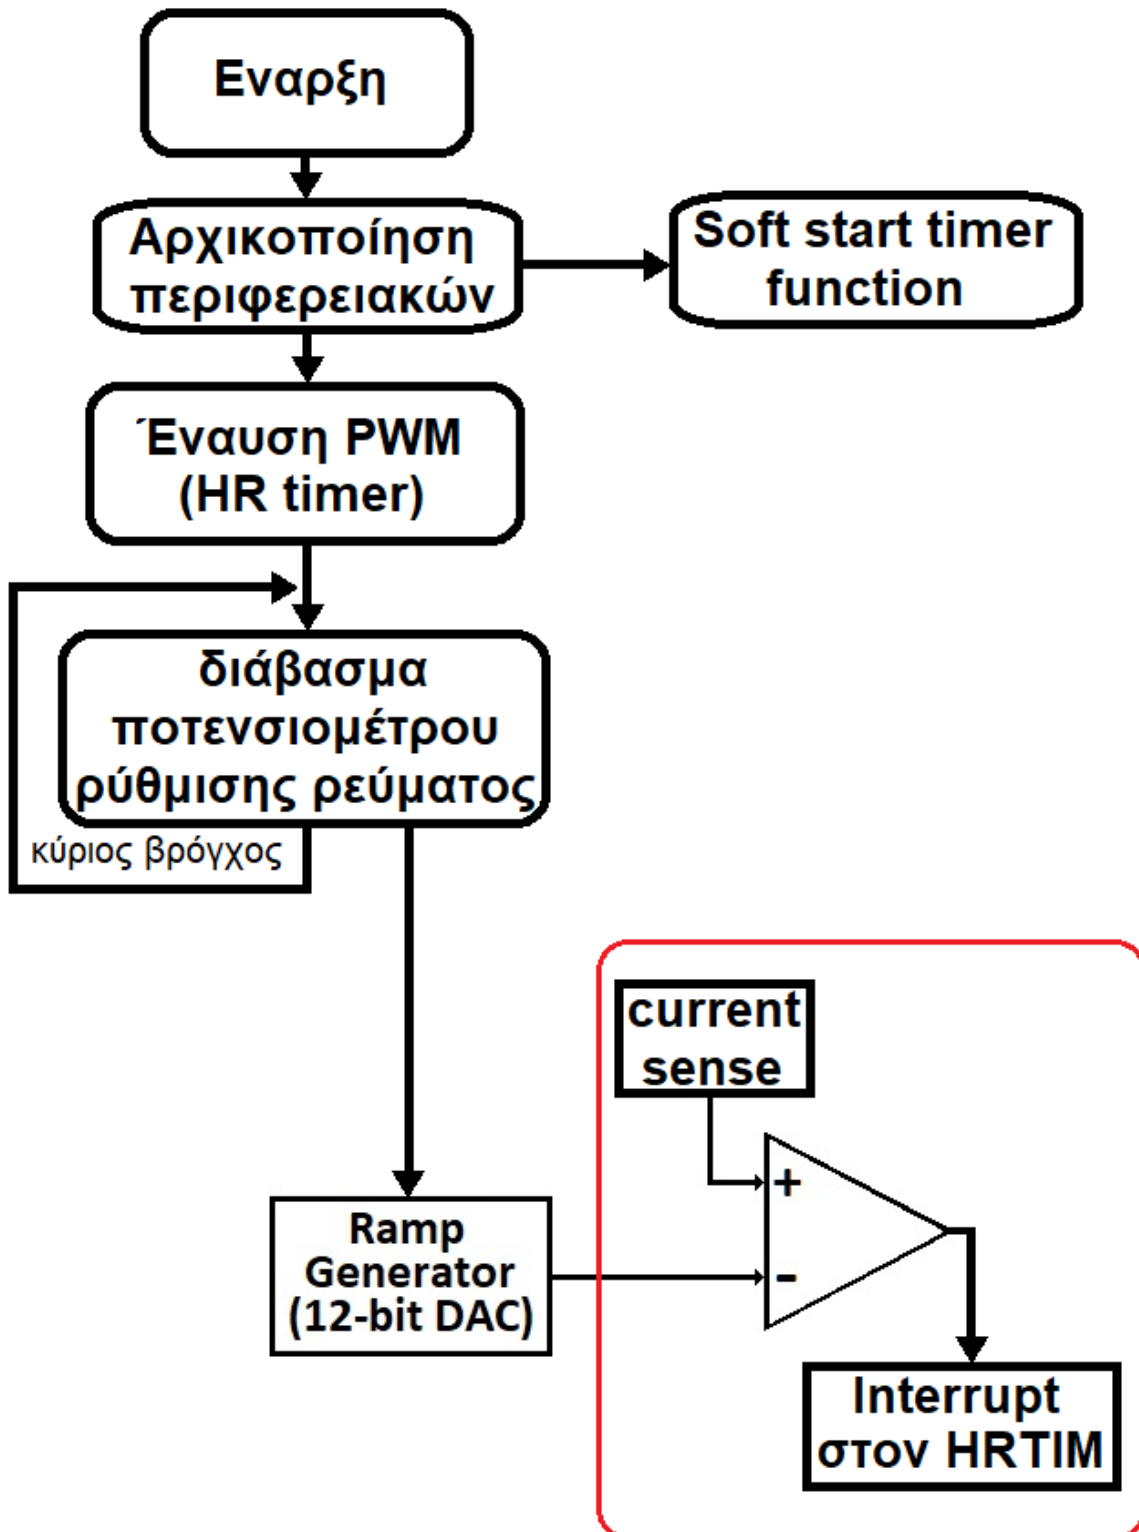 Εναρξη
Αρχικοποίηση
περιφερειακών
Soft start timer
function
Έναυση PWM
(HR timer)
διάβασμα
ποτενσιομέτρου
ρύθμισης ρεύματος
κύριος βρόγχος
current
sense
+
-
Ramp
Generator
(12-bit DAC)
Interrupt
στον HRTIM